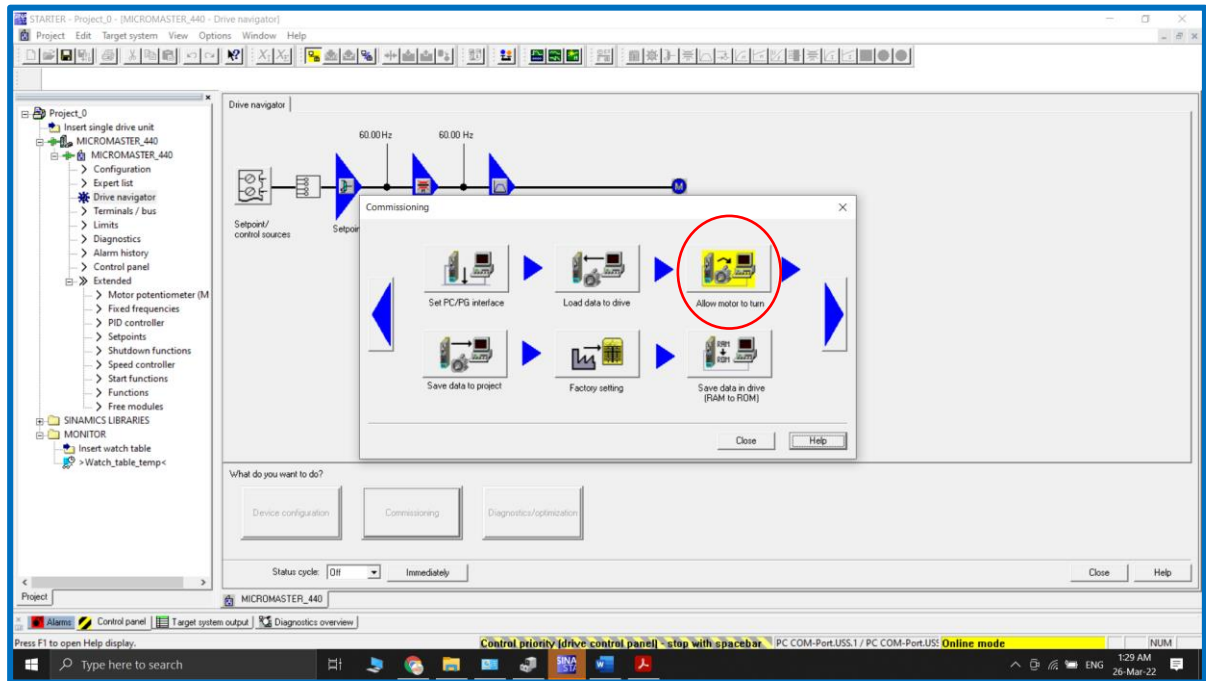 STARTER - Project_0 - [MICROMASTER_440 - Drive navigator]
Project Edit Target system View Options Window Help
Project_0
Insert single drive unit
MICROMASTER_440
MICROMASTER_440
Configuration
Expert list
Drive navigator
Terminals / bus
Limits
Diagnostics
Alarm history
Control panel
Extended
Motor potentiometer (M
Fixed frequencies
PID controller
Setpoints
Shutdown functions
Speed controller
Start functions
Functions
Free modules
SINAMICS LIBRARIES
MONITOR
Insert watch table
>Watch_table_temp<
Project
Drive navigator
60.00 Hz 60.00 Hz
M
Setpoint/
control sources
Setpoin
Commissioning
Set PC/PG interface Load data to drive Allow motor to turn
RAM
ROM
Save data to project Factory setting Save data in drive
(RAM to ROM)
Close Help
What do you want to do?
Device configuration Commissioning Diagnostics/optimization
Status cycle: Off Immediately Close Help
MICROMASTER_440
Alarms Control panel Target system output Diagnostics overview
Press F1 to open Help display. Control priority [drive control panel] - stop with spacebar PC COM-Port.USS.1 / PC COM-Port.USS Online mode NUM
Type here to search ENG 1:29 AM
26-Mar-22